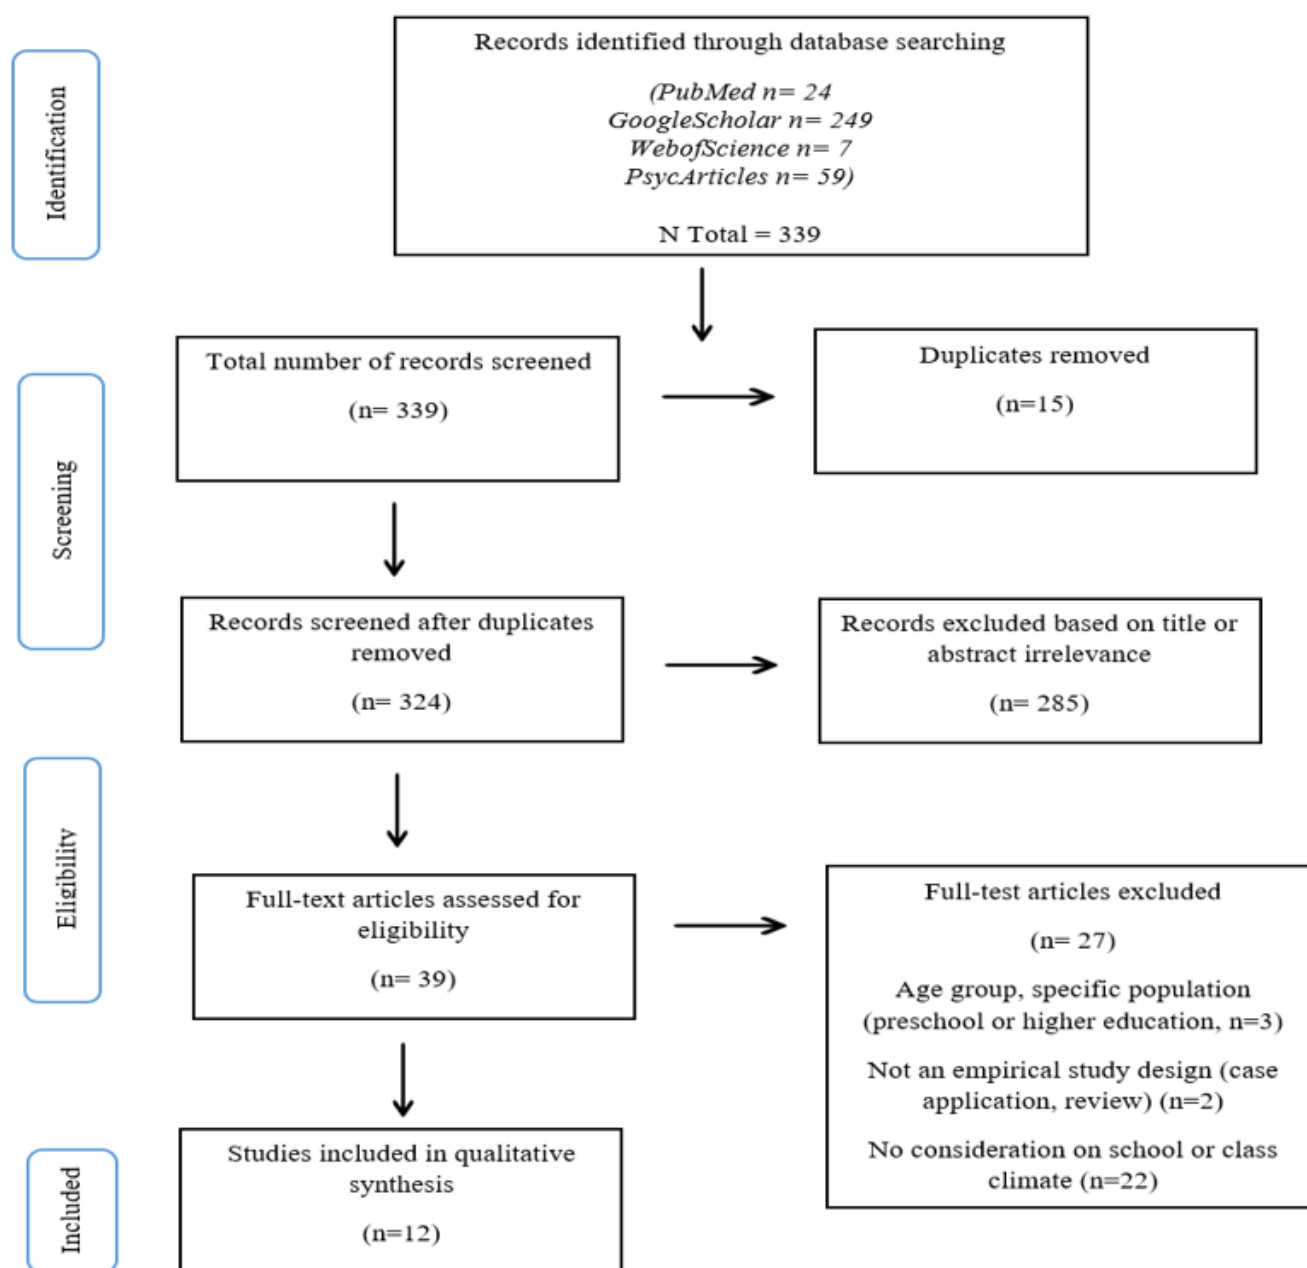 Identification
Records identified through database searching
(PubMed n= 24
GoogleScholar n= 249
WebofScience n= 7
PsycArticles n= 59)
N Total = 339
Screening
Total number of records screened
(n= 339)
Duplicates removed
(n=15)
Records screened after duplicates
removed
(n= 324)
Records excluded based on title or
abstract irrelevance
(n= 285)
Eligibility
Full-text articles assessed for
eligibility
(n= 39)
Full-test articles excluded
(n= 27)
Age group, specific population
(preschool or higher education, n=3)
Not an empirical study design (case
application, review) (n=2)
No consideration on school or class
climate (n=22)
Included
Studies included in qualitative
synthesis
(n=12)